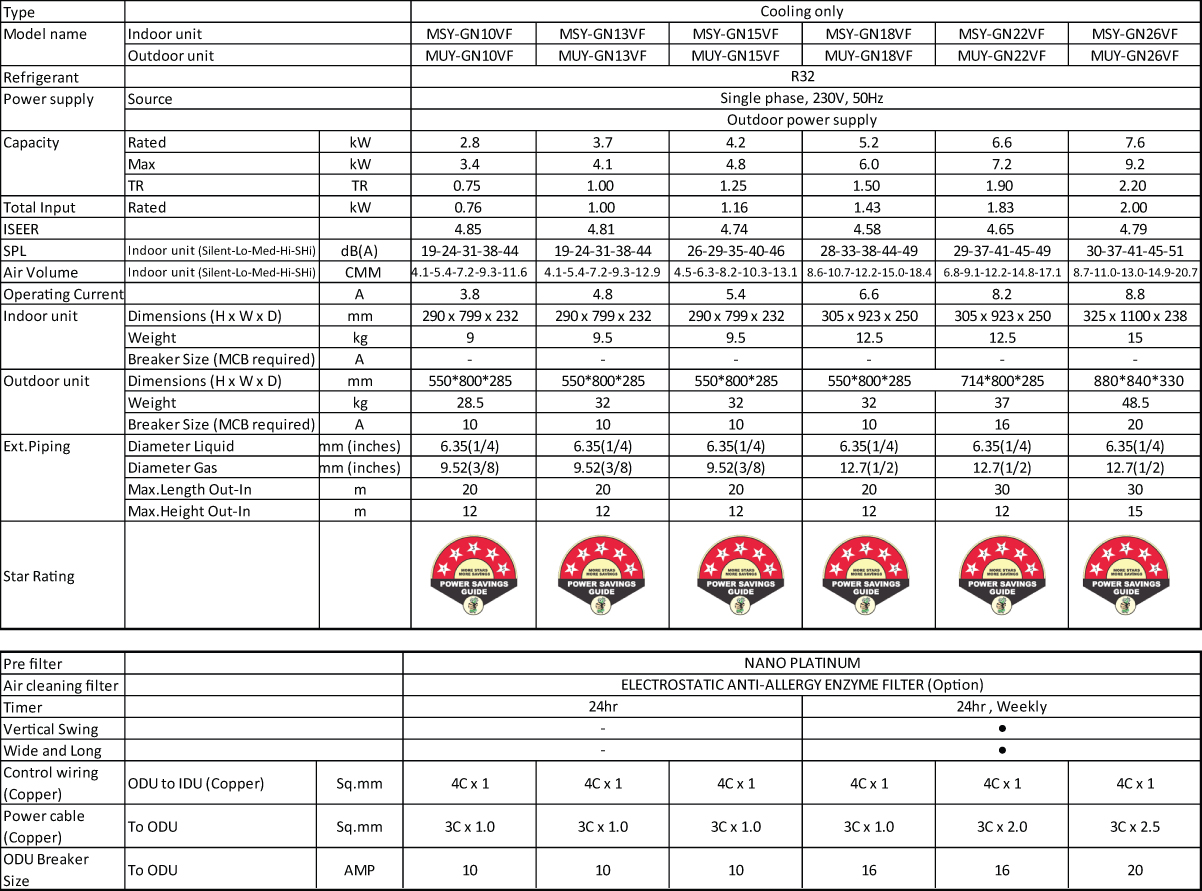 Type Cooling only
Model name Indoor unit MSY-GN10VF MSY-GN13VF MSY-GN15VF MSY-GN18VF MSY-GN22VF MSY-GN26VF
Outdoor unit MUY-GN10VF MUY-GN13VF MUY-GN15VF MUY-GN18VF MUY-GN22VF MUY-GN26VF
Refrigerant R32
Power supply Source Single phase, 230V, 50Hz
Outdoor power supply
Capacity Rated kW 2.8 3.7 4.2 5.2 6.6 7.6
Max kW 3.4 4.1 4.8 6.0 7.2 9.2
TR TR 0.75 1.00 1.25 1.50 1.90 2.20
Total Input Rated kW 0.76 1.00 1.16 1.43 1.83 2.00
ISEER 4.85 4.81 4.74 4.58 4.65 4.79
SPL Indoor unit (Silent-Lo-Med-Hi-SHi) dB(A) 19-24-31-38-44 19-24-31-38-44 26-29-35-40-46 28-33-38-44-49 29-37-41-45-49 30-37-41-45-51
Air Volume Indoor unit (Silent-Lo-Med-Hi-SHi) CMM 4.1-5.4-7.2-9.3-11.6 4.1-5.4-7.2-9.3-12.9 4.5-6.3-8.2-10.3-13.1 8.6-10.7-12.2-15.0-18.4 6.8-9.1-12.2-14.8-17.1 8.7-11.0-13.0-14.9-20.7
Operating Current A 3.8 4.8 5.4 6.6 8.2 8.8
Indoor unit Dimensions (H x W x D) mm 290 x 799 x 232 290 x 799 x 232 290 x 799 x 232 305 x 923 x 250 305 x 923 x 250 325 x 1100 x 238
Weight kg 9 9.5 9.5 12.5 12.5 15
Breaker Size (MCB required) A - - - - - -
Outdoor unit Dimensions (H x W x D) mm 550*800*285 550*800*285 550*800*285 550*800*285 714*800*285 880*840*330
Weight kg 28.5 32 32 32 37 48.5
Breaker Size (MCB required) A 10 10 10 10 16 20
Ext.Piping Diameter Liquid mm (inches) 6.35(1/4) 6.35(1/4) 6.35(1/4) 6.35(1/4) 6.35(1/4) 6.35(1/4)
Diameter Gas mm (inches) 9.52(3/8) 9.52(3/8) 9.52(3/8) 12.7(1/2) 12.7(1/2) 12.7(1/2)
Max.Length Out-In m 20 20 20 20 30 30
Max.Height Out-In m 12 12 12 12 12 15
Star Rating
MORE STARS MORE STARS MORE STARS MORE STARS MORE STARS MORE STARS
MORE SAVINGS MORE SAVINGS MORE SAVINGS MORE SAVINGS MORE SAVINGS MORE SAVINGS
POWER SAVINGS POWER SAVINGS POWER SAVINGS POWER SAVINGS POWER SAVINGS POWER SAVINGS
GUIDE GUIDE GUIDE GUIDE GUIDE GUIDE
Pre filter NANO PLATINUM
Air cleaning filter ELECTROSTATIC ANTI-ALLERGY ENZYME FILTER (Option)
Timer 24hr 24hr , Weekly
Vertical Swing - ●
Wide and Long - ●
Control wiring
(Copper) ODU to IDU (Copper) Sq.mm 4C x 1 4C x 1 4C x 1 4C x 1 4C x 1 4C x 1
Power cable
(Copper) To ODU Sq.mm 3C x 1.0 3C x 1.0 3C x 1.0 3C x 1.0 3C x 2.0 3C x 2.5
ODU Breaker
Size To ODU AMP 10 10 10 16 16 20